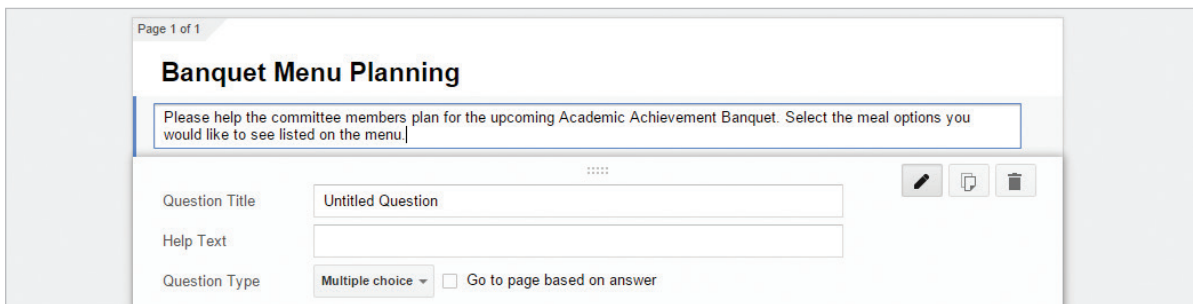 Page 1 of 1
Banquet Menu Planning
Please help the committee members plan for the upcoming Academic Achievement Banquet. Select the meal options you
would like to see listed on the menu.
Question Title
Untitled Question
Help Text
Question Type
Multiple choice
Go to page based on answer